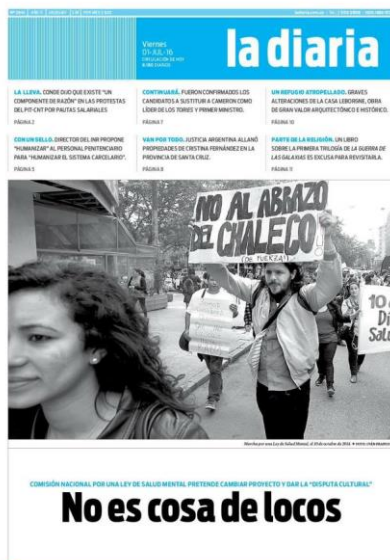 Viernes
01·JUL·16
la diaria
LA LLEVA. CONDE DIJO QUE EXISTE "UN
COMPONENTE DE RAZÓN" EN LAS PROTESTAS
DEL PIT-CNT POR PAUTAS SALARIALES
PÁGINA 2
CONTINUARÁ. FUERON CONFIRMADOS LOS
CANDIDATOS A SUSTITUIR A CAMERON COMO
LÍDER DE LOS TORIES Y PRIMER MINISTRO.
PÁGINA 7
UN REFUGIO ATROPELLADO. GRAVES
ALTERACIONES DE LA CASA LEBORGNE, OBRA
DE GRAN VALOR ARQUITECTÓNICO E HISTÓRICO.
PÁGINA 10
CON UN SELLO. DIRECTOR DEL INR PROPONE
"HUMANIZAR" AL PERSONAL PENITENCIARIO
PARA "HUMANIZAR EL SISTEMA CARCELARIO".
PÁGINA 5
VAN POR TODO. JUSTICIA ARGENTINA ALLANÓ
PROPIEDADES DE CRISTINA FERNÁNDEZ EN LA
PROVINCIA DE SANTA CRUZ.
PÁGINA 8
PARTE DE LA RELIGIÓN. UN LIBRO
SOBRE LA PRIMERA TRILOGÍA DE LA GUERRA DE
LAS GALAXIAS ES EXCUSA PARA REVISITARLA.
PÁGINA 11
NO AL ABRAZO
DEL CHALECO
(DE FUERZA)
10
Salu
COMISIÓN NACIONAL POR UNA LEY DE SALUD MENTAL PRETENDE CAMBIAR PROYECTO Y DAR LA "DISPUTA CULTURAL"
No es cosa de locos